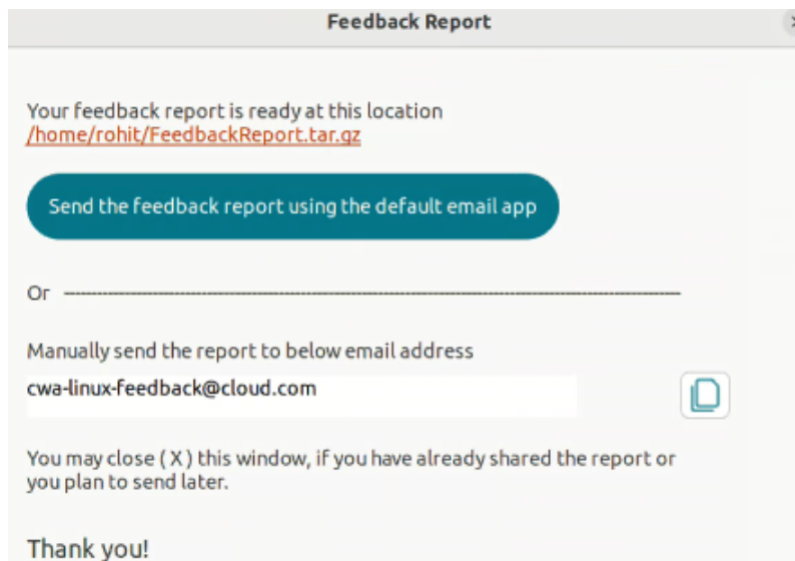 Feedback Report
Your feedback report is ready at this location
/home/rohit/FeedbackReport.tar.gz
Send the feedback report using the default email app
Or
Manually send the report to below email address
cwa-linux-feedback@cloud.com
You may close ( X ) this window, if you have already shared the report or
you plan to send later.
Thank you!